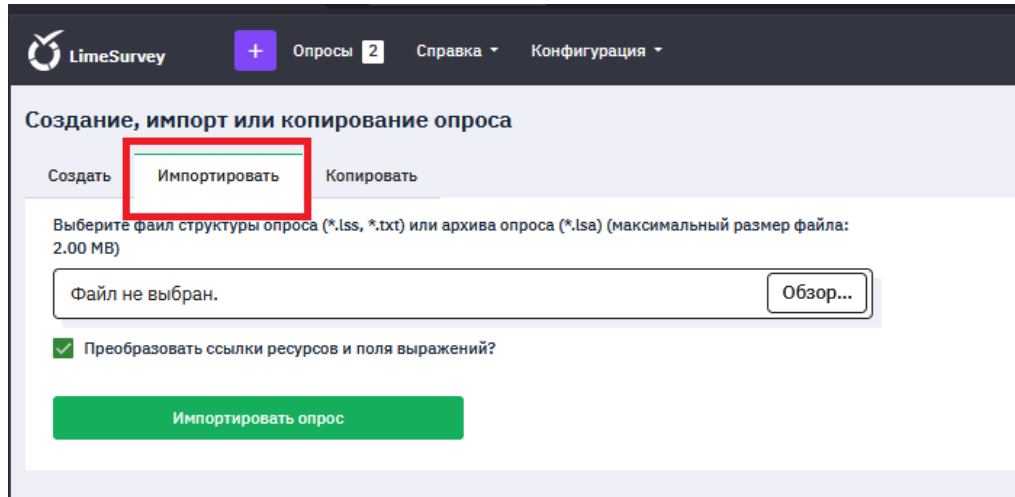 LimeSurvey + Опросы 2 Справка Конфигурация
Создание, импорт или копирование опроса
Создать Импортировать Копировать
Выберите файл структуры опроса (*.lss, *.txt) или архива опроса (*.lsa) (максимальный размер файла:
2.00 MB)
Файл не выбран. Обзор...
Преобразовать ссылки ресурсов и поля выражений?
Импортировать опрос